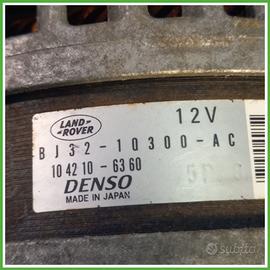 LAND-
ROVER
12V
BJ32-10300-AC
104210-6360
DENSO
MADE IN JAPAN
subito